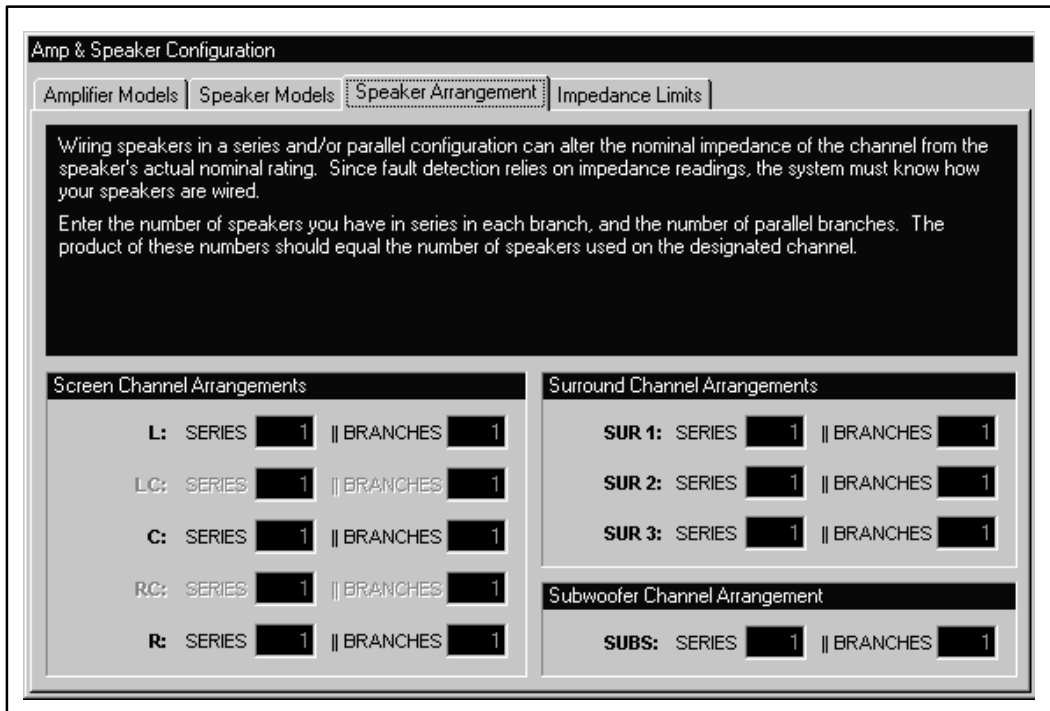 Amp & Speaker Configuration
Amplifier Models Speaker Models Speaker Arrangement Impedance Limits
Wiring speakers in a series and/or parallel configuration can alter the nominal impedance of the channel from the
speaker's actual nominal rating. Since fault detection relies on impedance readings, the system must know how
your speakers are wired.
Enter the number of speakers you have in series in each branch, and the number of parallel branches. The
product of these numbers should equal the number of speakers used on the designated channel.
Screen Channel Arrangements
L: SERIES 1 || BRANCHES 1
LC: SERIES 1 || BRANCHES 1
C: SERIES 1 || BRANCHES 1
RC: SERIES 1 || BRANCHES 1
R: SERIES 1 || BRANCHES 1
Surround Channel Arrangements
SUR 1: SERIES 1 || BRANCHES 1
SUR 2: SERIES 1 || BRANCHES 1
SUR 3: SERIES 1 || BRANCHES 1
Subwoofer Channel Arrangement
SUBS: SERIES 1 || BRANCHES 1